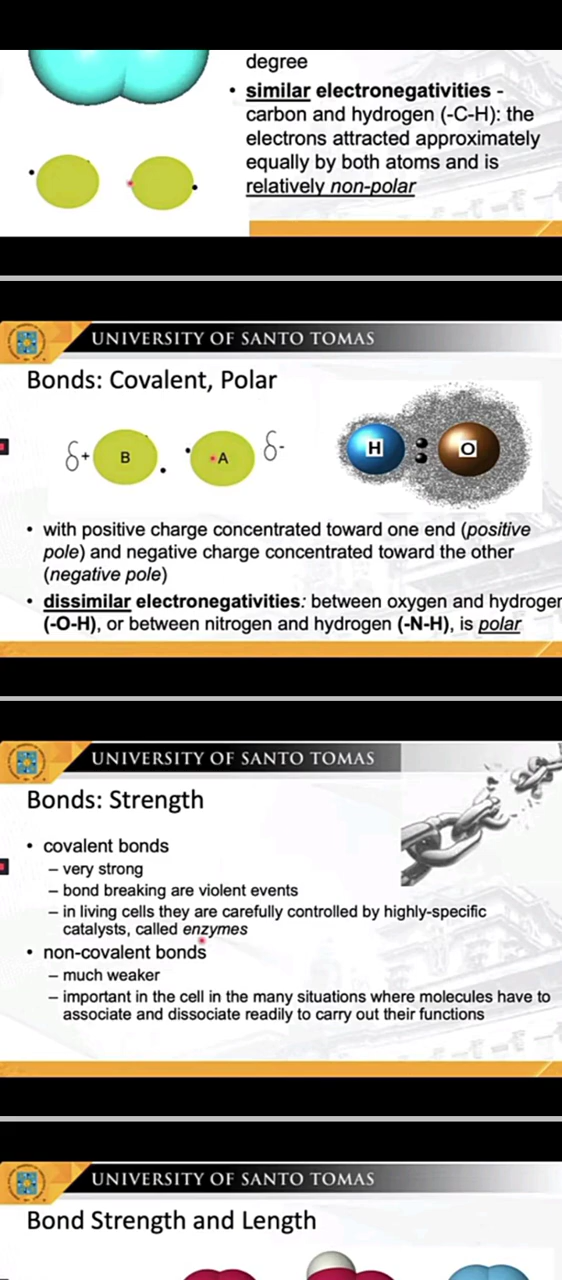 degree
• similar electronegativities -
carbon and hydrogen (-C-H): the
electrons attracted approximately
equally by both atoms and is
relatively non-polar
UNIVERSITY OF SANTO TOMAS
Bonds: Covalent, Polar
δ+ B A δ-
H : O
• with positive charge concentrated toward one end (positive
pole) and negative charge concentrated toward the other
(negative pole)
• dissimilar electronegativities: between oxygen and hydrogen
(-O-H), or between nitrogen and hydrogen (-N-H), is polar
UNIVERSITY OF SANTO TOMAS
Bonds: Strength
• covalent bonds
– very strong
– bond breaking are violent events
– in living cells they are carefully controlled by highly-specific
catalysts, called enzymes
• non-covalent bonds
– much weaker
– important in the cell in the many situations where molecules have to
associate and dissociate readily to carry out their functions
UNIVERSITY OF SANTO TOMAS
Bond Strength and Length